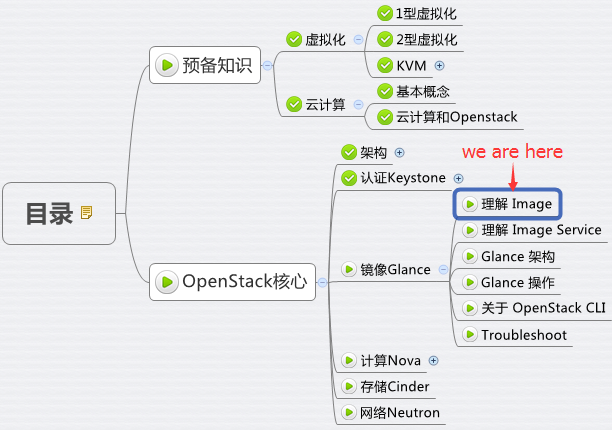 目录
预备知识
虚拟化
1型虚拟化
2型虚拟化
KVM
云计算
基本概念
云计算和Openstack
OpenStack核心
架构
认证Keystone
镜像Glance
we are here
理解 Image
理解 Image Service
Glance 架构
Glance 操作
关于 OpenStack CLI
Troubleshoot
计算Nova
存储Cinder
网络Neutron